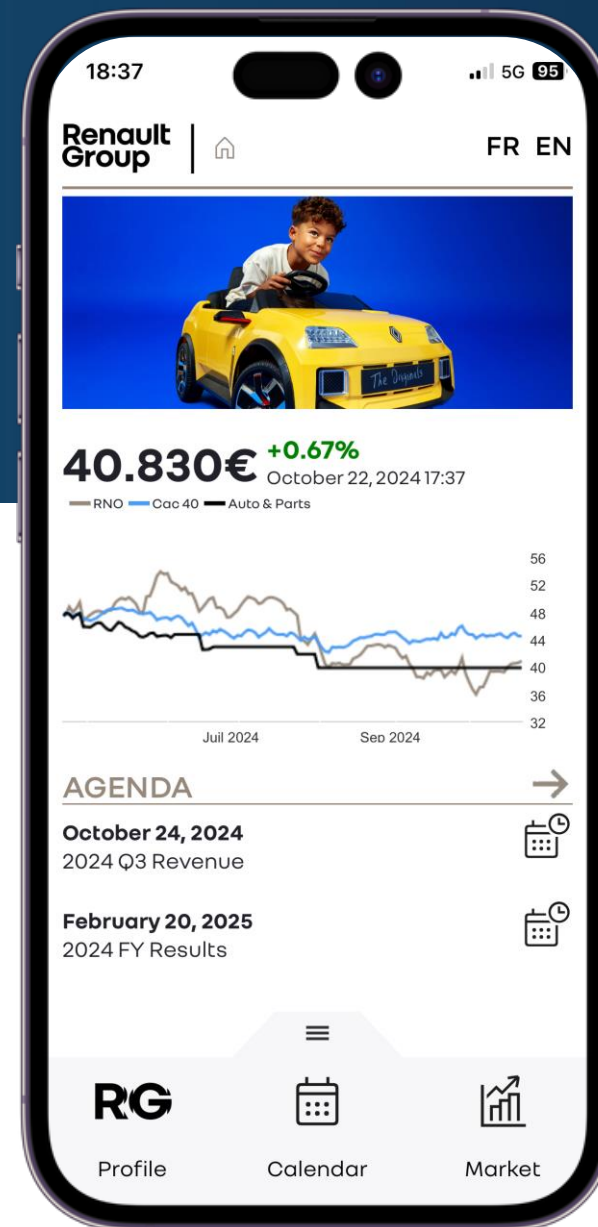 18:37
5G 95
Renault
Group
FR EN
The Originals
40.830€ +0.67%
October 22, 2024 17:37
RNO Cac 40 Auto & Parts
56
52
48
44
40
36
32
Juil 2024 Sep 2024
AGENDA
October 24, 2024
2024 Q3 Revenue
February 20, 2025
2024 FY Results
RG
Profile Calendar Market